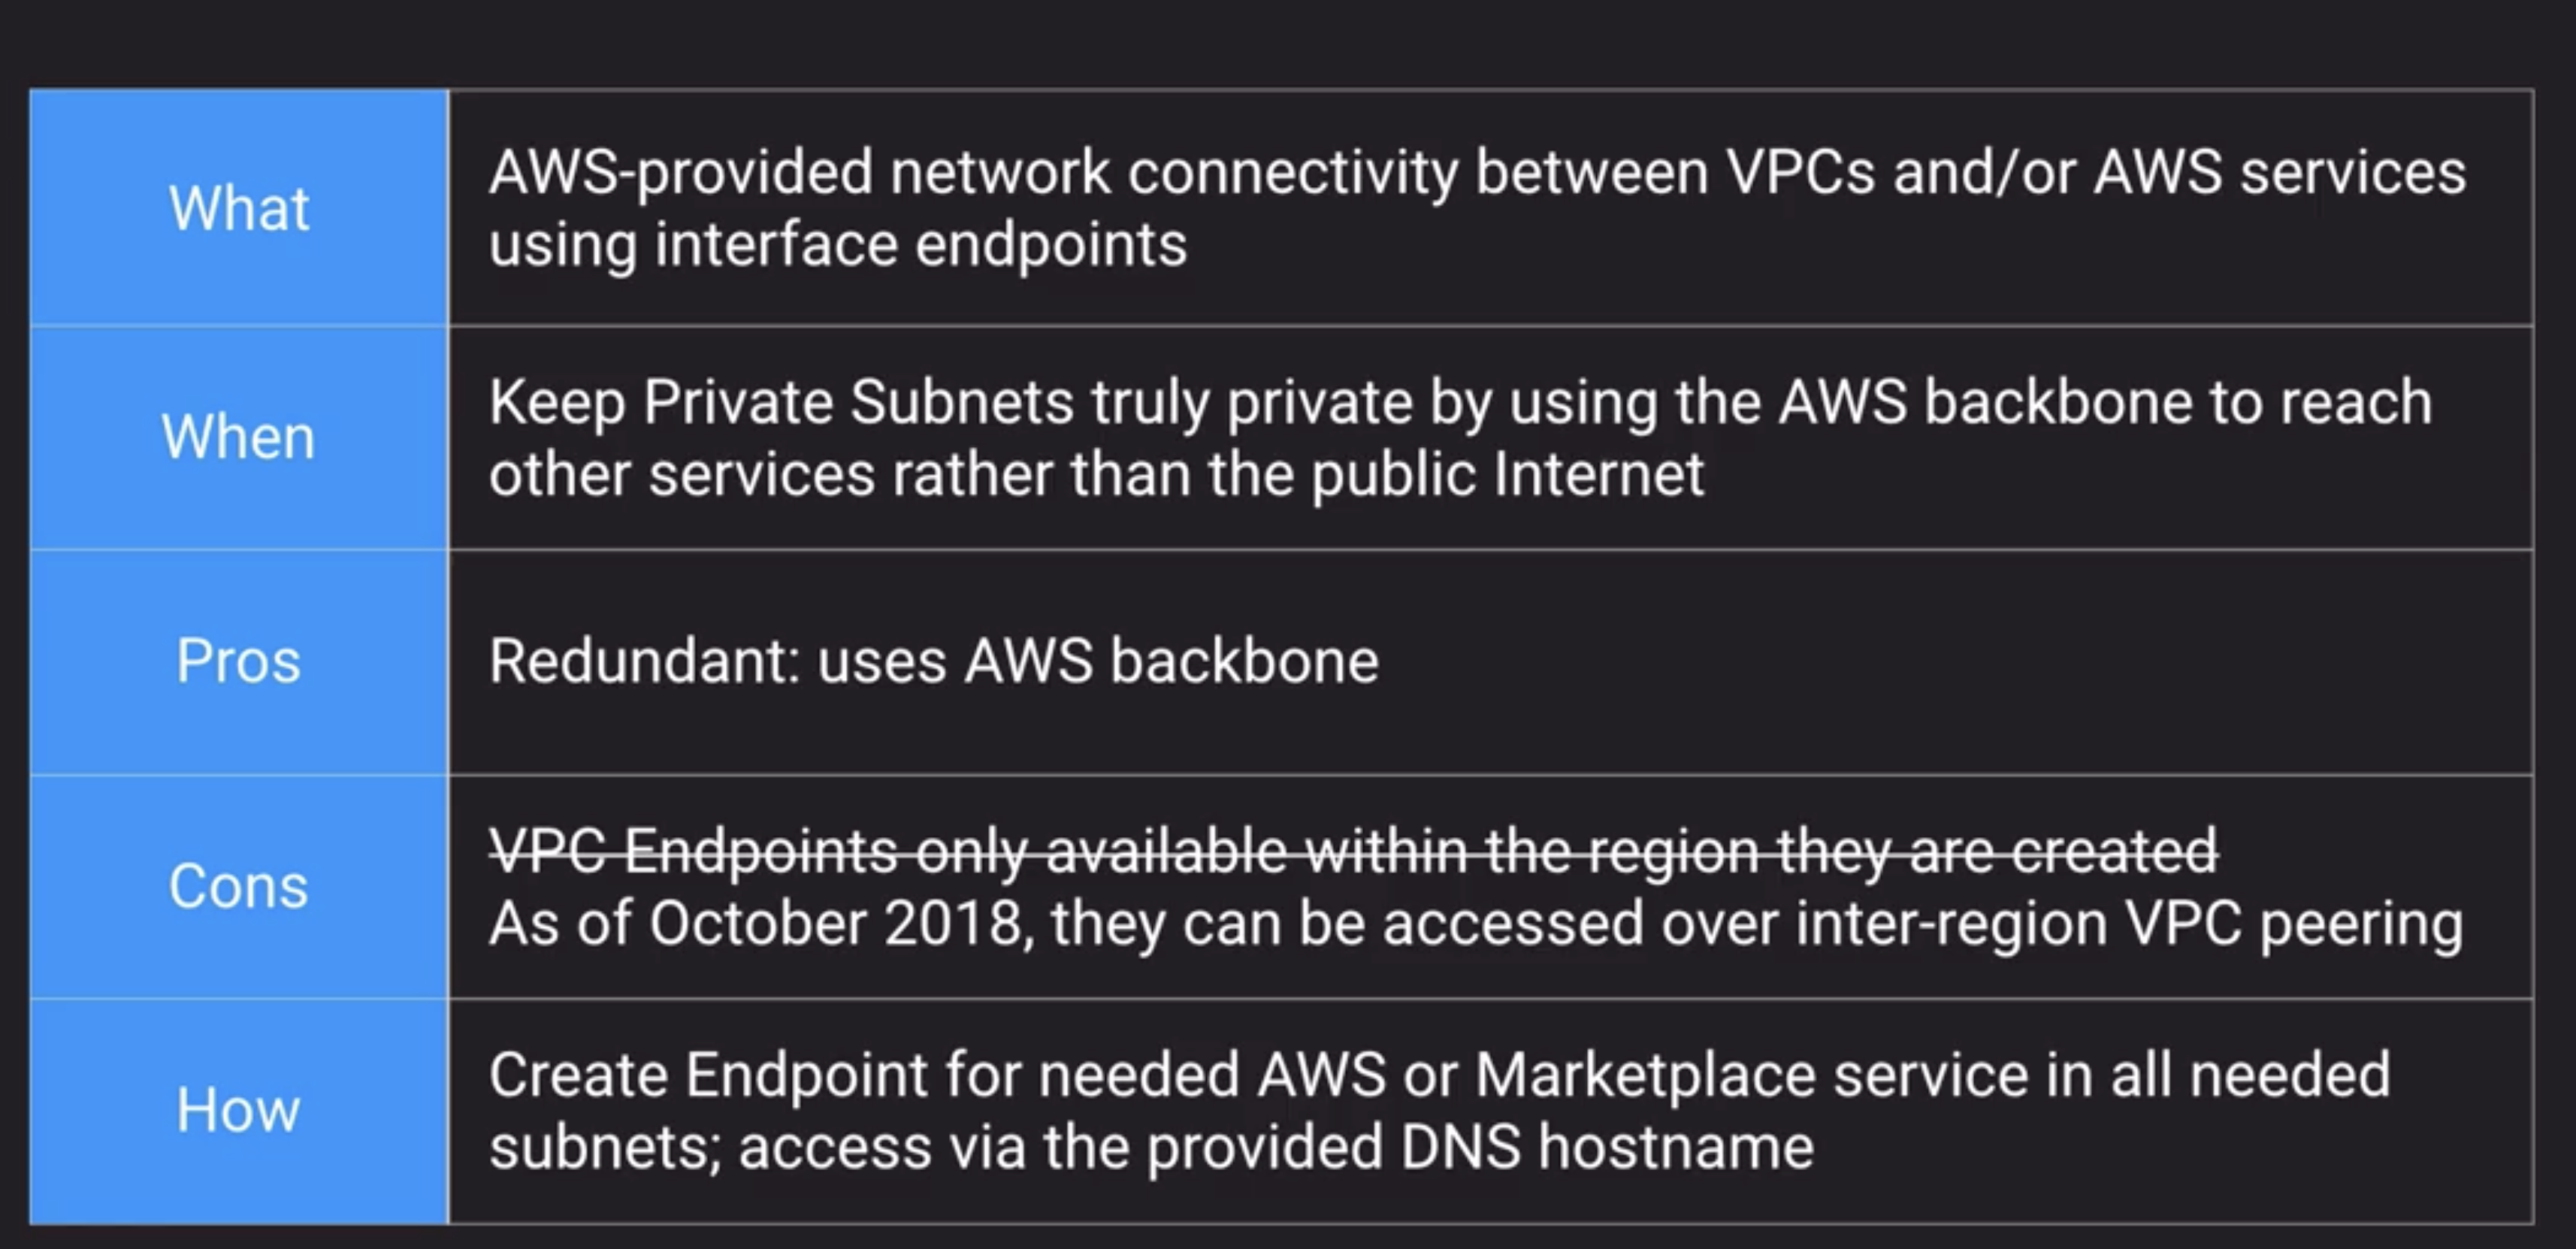 What
AWS-provided network connectivity between VPCs and/or AWS services
using interface endpoints
When
Keep Private Subnets truly private by using the AWS backbone to reach
other services rather than the public Internet
Pros
Redundant: uses AWS backbone
Cons
VPC Endpoints only available within the region they are created
As of October 2018, they can be accessed over inter-region VPC peering
How
Create Endpoint for needed AWS or Marketplace service in all needed
subnets; access via the provided DNS hostname